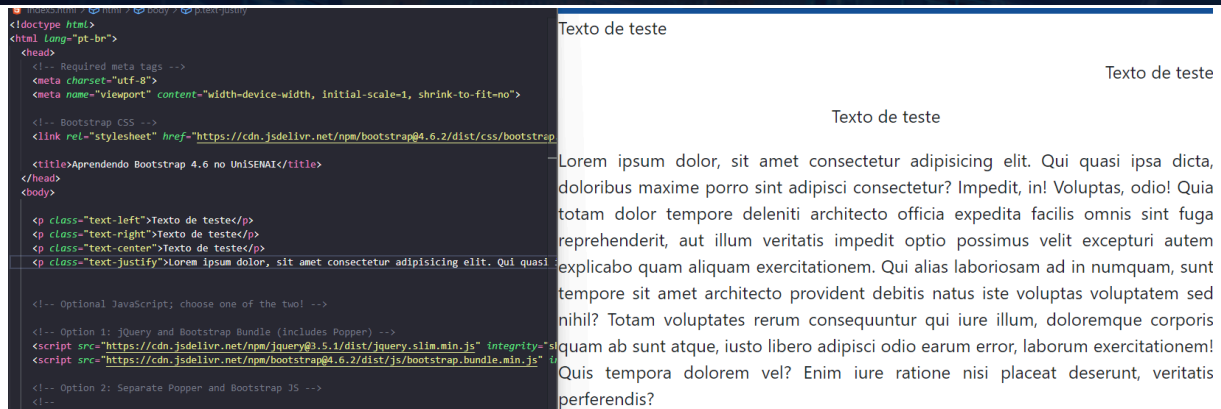 index5.html > html > body > p.text-justify
<!doctype html>
<html lang="pt-br">
<head>
<!-- Required meta tags -->
<meta charset="utf-8">
<meta name="viewport" content="width=device-width, initial-scale=1, shrink-to-fit=no">
<!-- Bootstrap CSS -->
<link rel="stylesheet" href="https://cdn.jsdelivr.net/npm/bootstrap@4.6.2/dist/css/bootstrap.
<title>Aprendendo Bootstrap 4.6 no UniSENAI</title>
</head>
<body>
<p class="text-left">Texto de teste</p>
<p class="text-right">Texto de teste</p>
<p class="text-center">Texto de teste</p>
<p class="text-justify">Lorem ipsum dolor, sit amet consectetur adipisicing elit. Qui quasi
<!-- Optional JavaScript; choose one of the two! -->
<!-- Option 1: jQuery and Bootstrap Bundle (includes Popper) -->
<script src="https://cdn.jsdelivr.net/npm/jquery@3.5.1/dist/jquery.slim.min.js" integrity="s
<script src="https://cdn.jsdelivr.net/npm/bootstrap@4.6.2/dist/js/bootstrap.bundle.min.js" i
<!-- Option 2: Separate Popper and Bootstrap JS -->
<!--
Texto de teste
Texto de teste
Texto de teste
Lorem ipsum dolor, sit amet consectetur adipisicing elit. Qui quasi ipsa dicta,
doloribus maxime porro sint adipisci consectetur? Impedit, in! Voluptas, odio! Quia
totam dolor tempore deleniti architecto officia expedita facilis omnis sint fuga
reprehenderit, aut illum veritatis impedit optio possimus velit excepturi autem
explicabo quam aliquam exercitationem. Qui alias laboriosam ad in numquam, sunt
tempore sit amet architecto provident debitis natus iste voluptas voluptatem sed
nihil? Totam voluptates rerum consequuntur qui iure illum, doloremque corporis
quam ab sunt atque, iusto libero adipisci odio earum error, laborum exercitationem!
Quis tempora dolorem vel? Enim iure ratione nisi placeat deserunt, veritatis
perferendis?